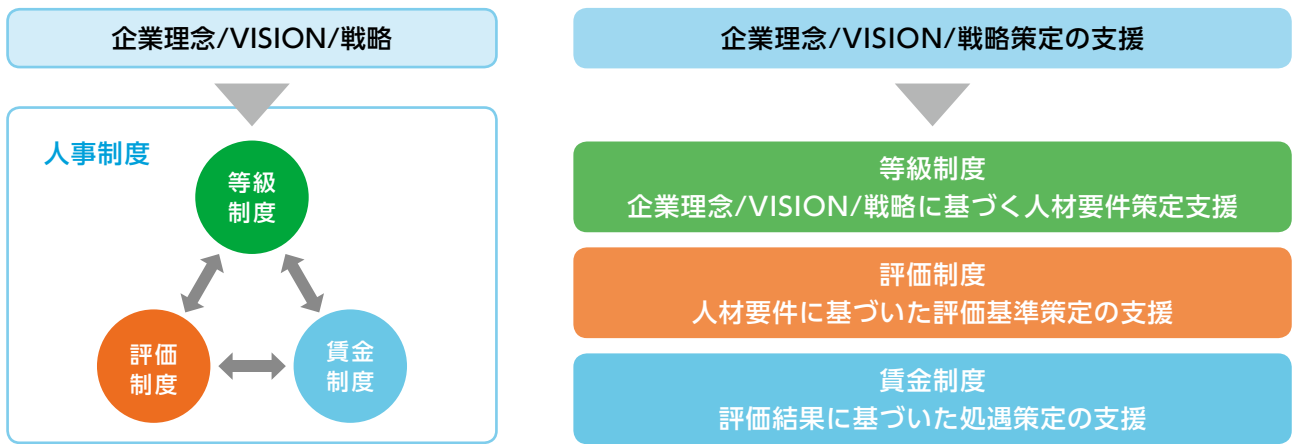 企業理念/VISION/戦略
人事制度
等級
制度
評価
制度
賃金
制度
企業理念/VISION/戦略策定の支援
等級制度
企業理念/VISION/戦略に基づく人材要件策定支援
評価制度
人材要件に基づいた評価基準策定の支援
賃金制度
評価結果に基づいた処遇策定の支援